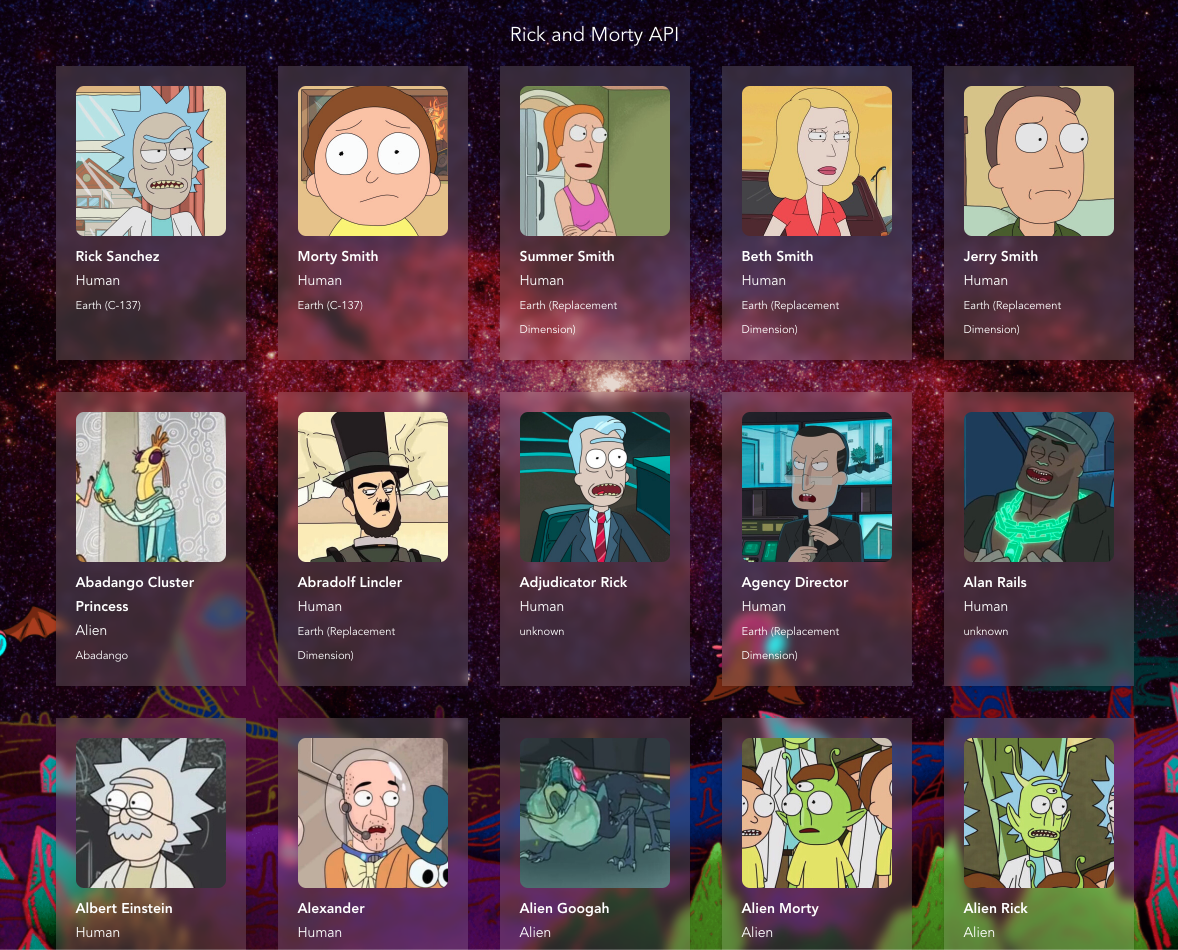 Rick and Morty API
Rick Sanchez
Human
Earth (C-137)
Morty Smith
Human
Earth (C-137)
Summer Smith
Human
Earth (Replacement
Dimension)
Beth Smith
Human
Earth (Replacement
Dimension)
Jerry Smith
Human
Earth (Replacement
Dimension)
Abadango Cluster
Princess
Alien
Abadango
Abradolf Lincler
Human
Earth (Replacement
Dimension)
Adjudicator Rick
Human
unknown
Agency Director
Human
Earth (Replacement
Dimension)
Alan Rails
Human
unknown
Albert Einstein
Human
Alexander
Human
Alien Googah
Alien
Alien Morty
Alien
Alien Rick
Alien